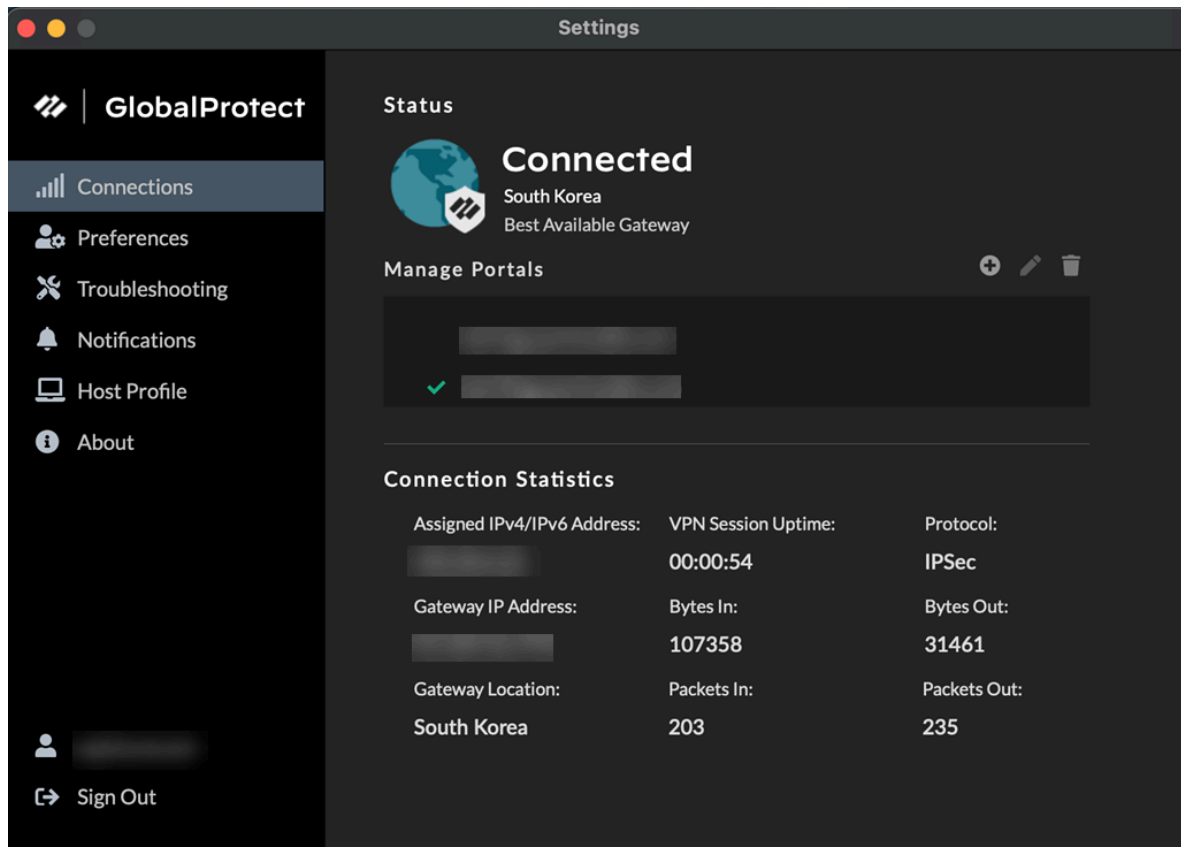 Settings
GlobalProtect
Connections
Preferences
Troubleshooting
Notifications
Host Profile
About
Sign Out
Status
Connected
South Korea
Best Available Gateway
Manage Portals
Connection Statistics
Assigned IPv4/IPv6 Address: VPN Session Uptime: Protocol:
00:00:54 IPSec
Gateway IP Address: Bytes In: Bytes Out:
107358 31461
Gateway Location: Packets In: Packets Out:
South Korea 203 235